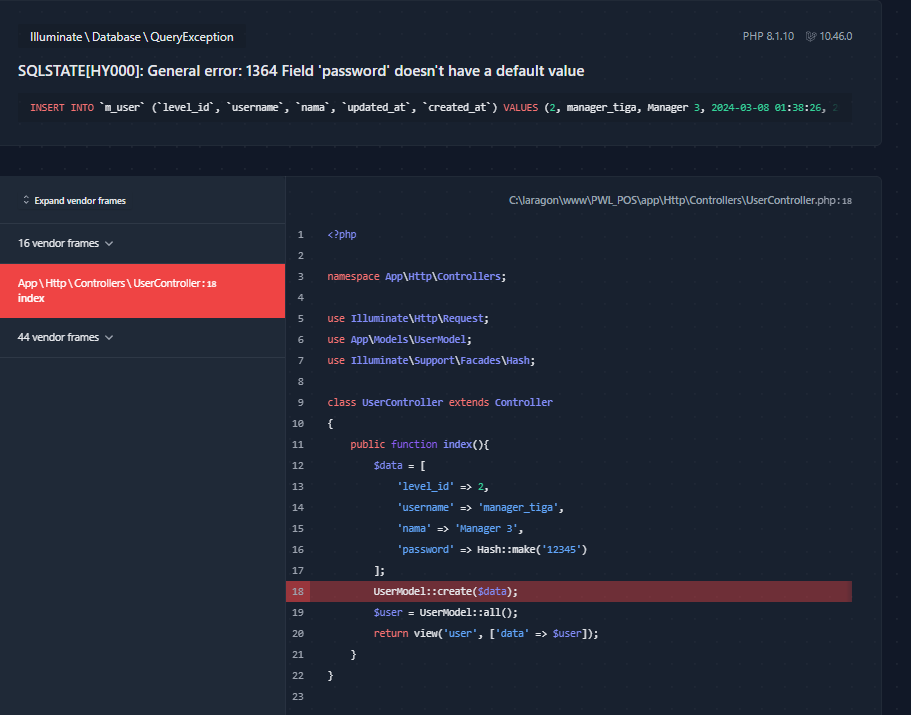 Illuminate\Database\QueryException
PHP 8.1.10 10.46.0
SQLSTATE[HY000]: General error: 1364 Field 'password' doesn't have a default value
INSERT INTO `m_user` (`level_id`, `username`, `nama`, `updated_at`, `created_at`) VALUES (2, manager_tiga, Manager 3, 2024-03-08 01:38:26, 2
Expand vendor frames
16 vendor frames
App\Http\Controllers\UserController:18
index
44 vendor frames
C:\laragon\www\PWL_POS\app\Http\Controllers\UserController.php:18
1 <?php
2
3 namespace App\Http\Controllers;
4
5 use Illuminate\Http\Request;
6 use App\Models\UserModel;
7 use Illuminate\Support\Facades\Hash;
8
9 class UserController extends Controller
10 {
11     public function index(){
12         $data = [
13             'level_id' => 2,
14             'username' => 'manager_tiga',
15             'nama' => 'Manager 3',
16             'password' => Hash::make('12345')
17         ];
18         UserModel::create($data);
19         $user = UserModel::all();
20         return view('user', ['data' => $user]);
21     }
22 }
23